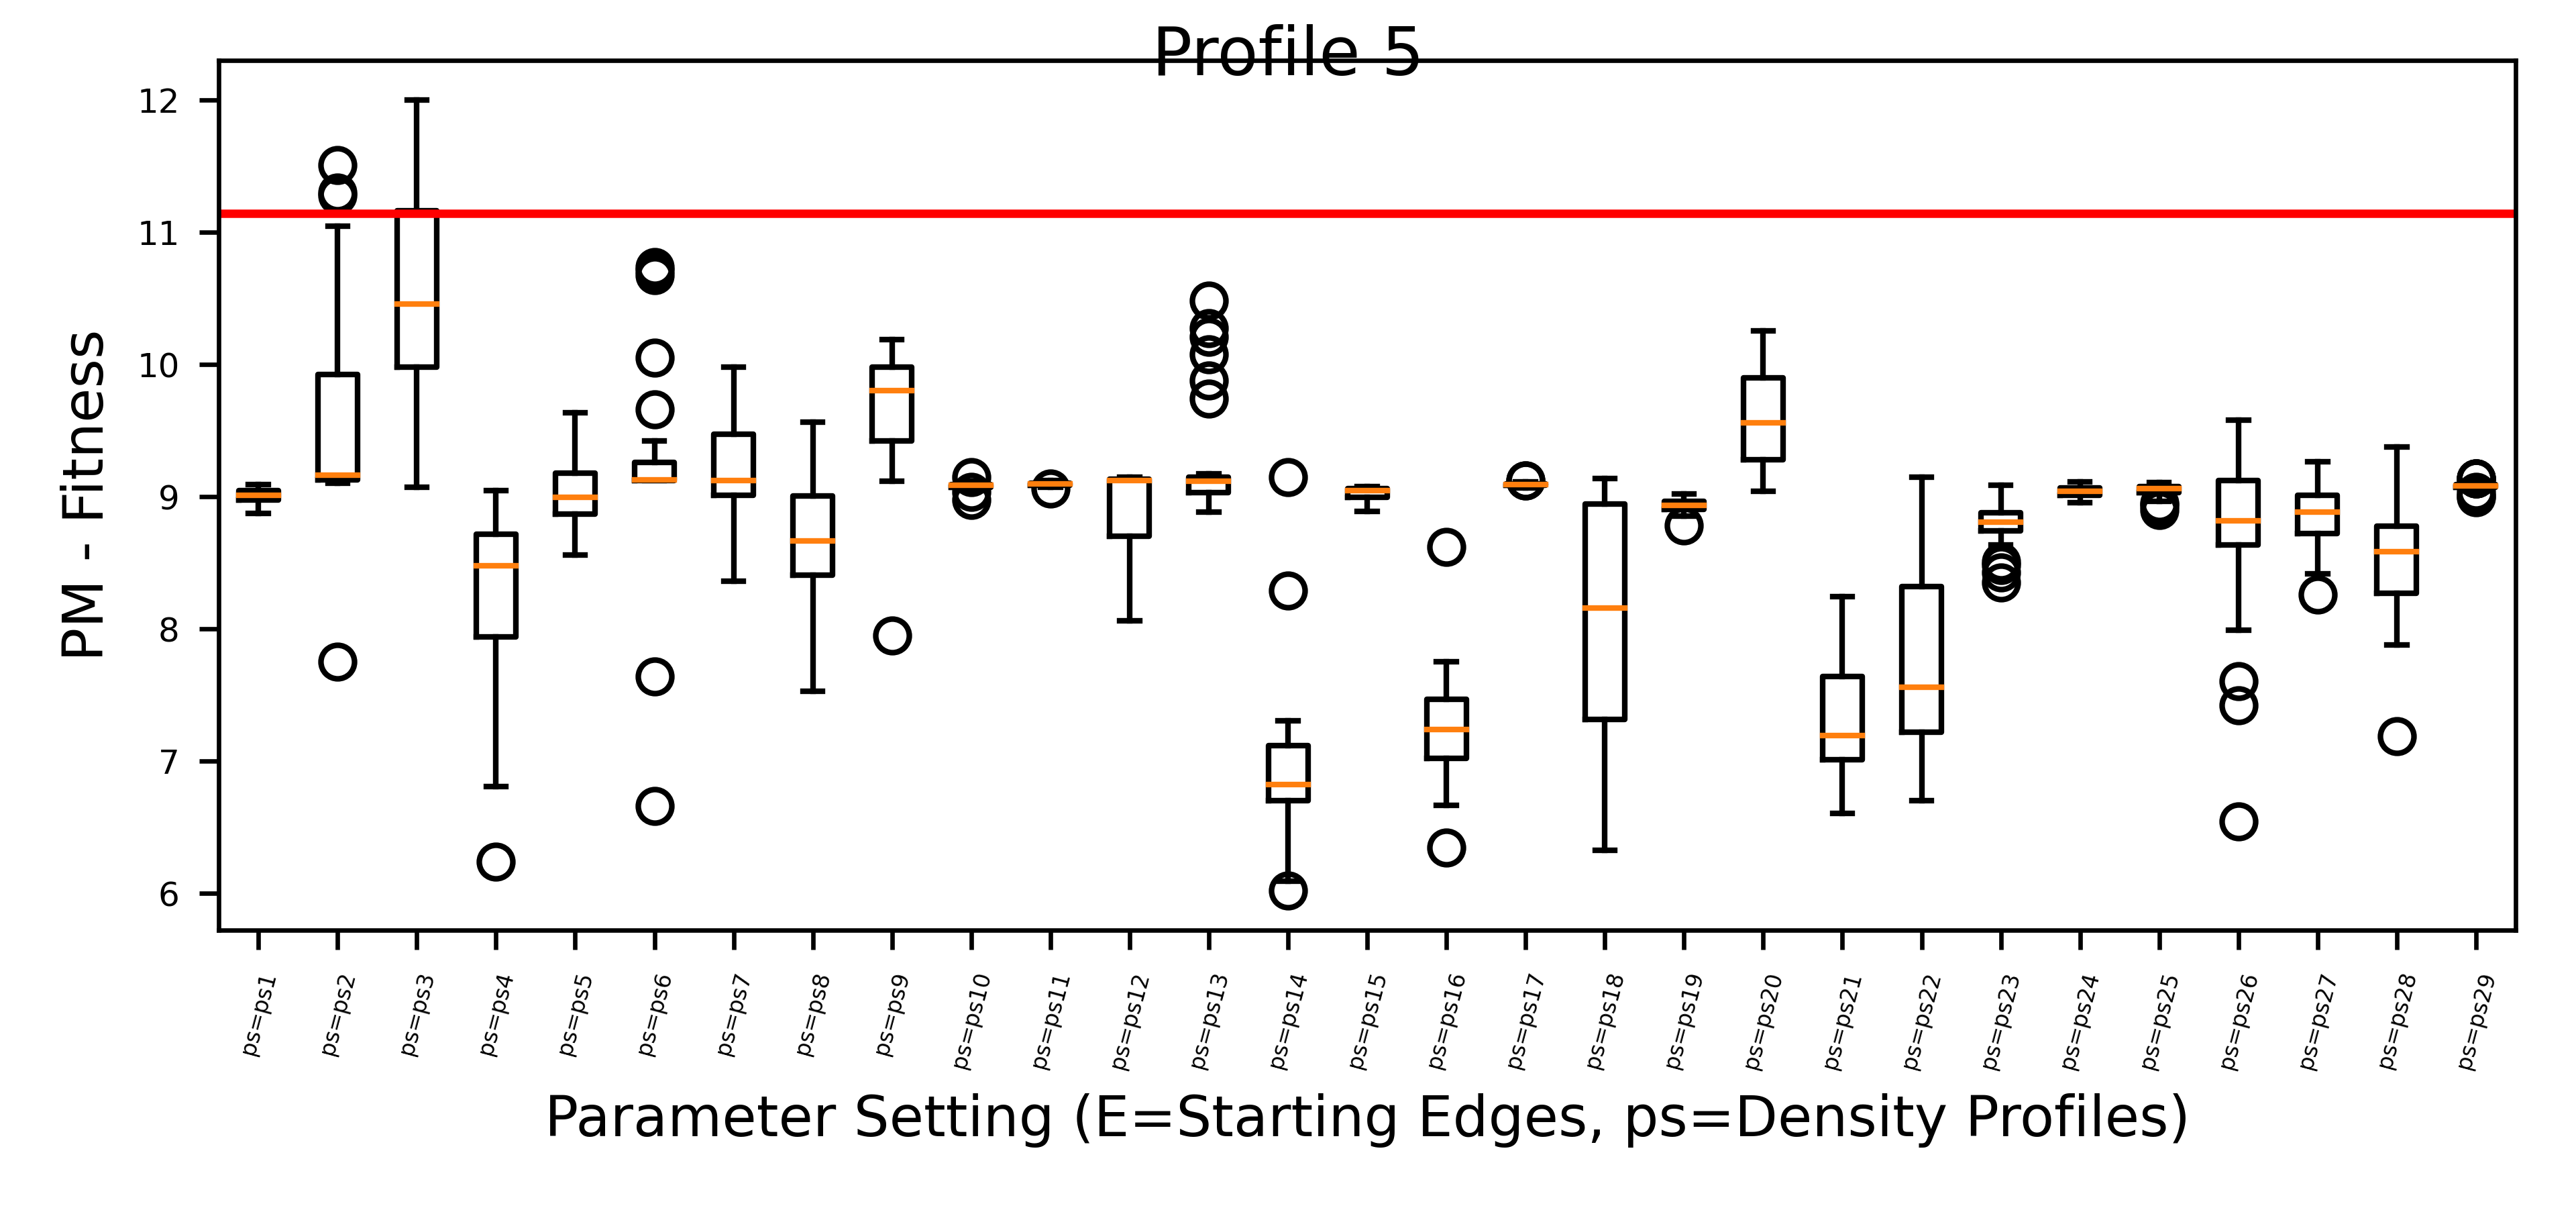 Profile 5
12
11
10
9
8
7
6
PM - Fitness
ps=ps1
ps=ps2
ps=ps3
ps=ps4
ps=ps5
ps=ps6
ps=ps7
ps=ps8
ps=ps9
ps=ps10
ps=ps11
ps=ps12
ps=ps13
ps=ps14
ps=ps15
ps=ps16
ps=ps17
ps=ps18
ps=ps19
ps=ps20
ps=ps21
ps=ps22
ps=ps23
ps=ps24
ps=ps25
ps=ps26
ps=ps27
ps=ps28
ps=ps29
Parameter Setting (E=Starting Edges, ps=Density Profiles)